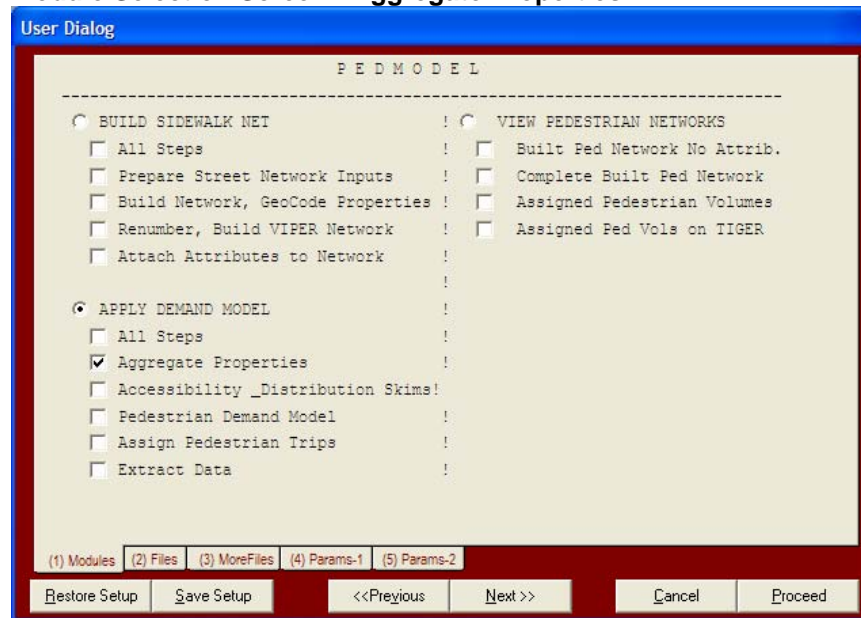 User Dialog
P E D M O D E L
--------------------------------------------------------------------------
BUILD SIDEWALK NET ! VIEW PEDESTRIAN NETWORKS
All Steps ! Built Ped Network No Attrib.
Prepare Street Network Inputs ! Complete Built Ped Network
Build Network, GeoCode Properties ! Assigned Pedestrian Volumes
Renumber, Build VIPER Network ! Assigned Ped Vols on TIGER
Attach Attributes to Network !
!
APPLY DEMAND MODEL !
All Steps !
Aggregate Properties !
Accessibility _Distribution Skims!
Pedestrian Demand Model !
Assign Pedestrian Trips !
Extract Data !
(1) Modules (2) Files (3) MoreFiles (4) Params-1 (5) Params-2
Restore Setup Save Setup <<Previous Next >> Cancel Proceed